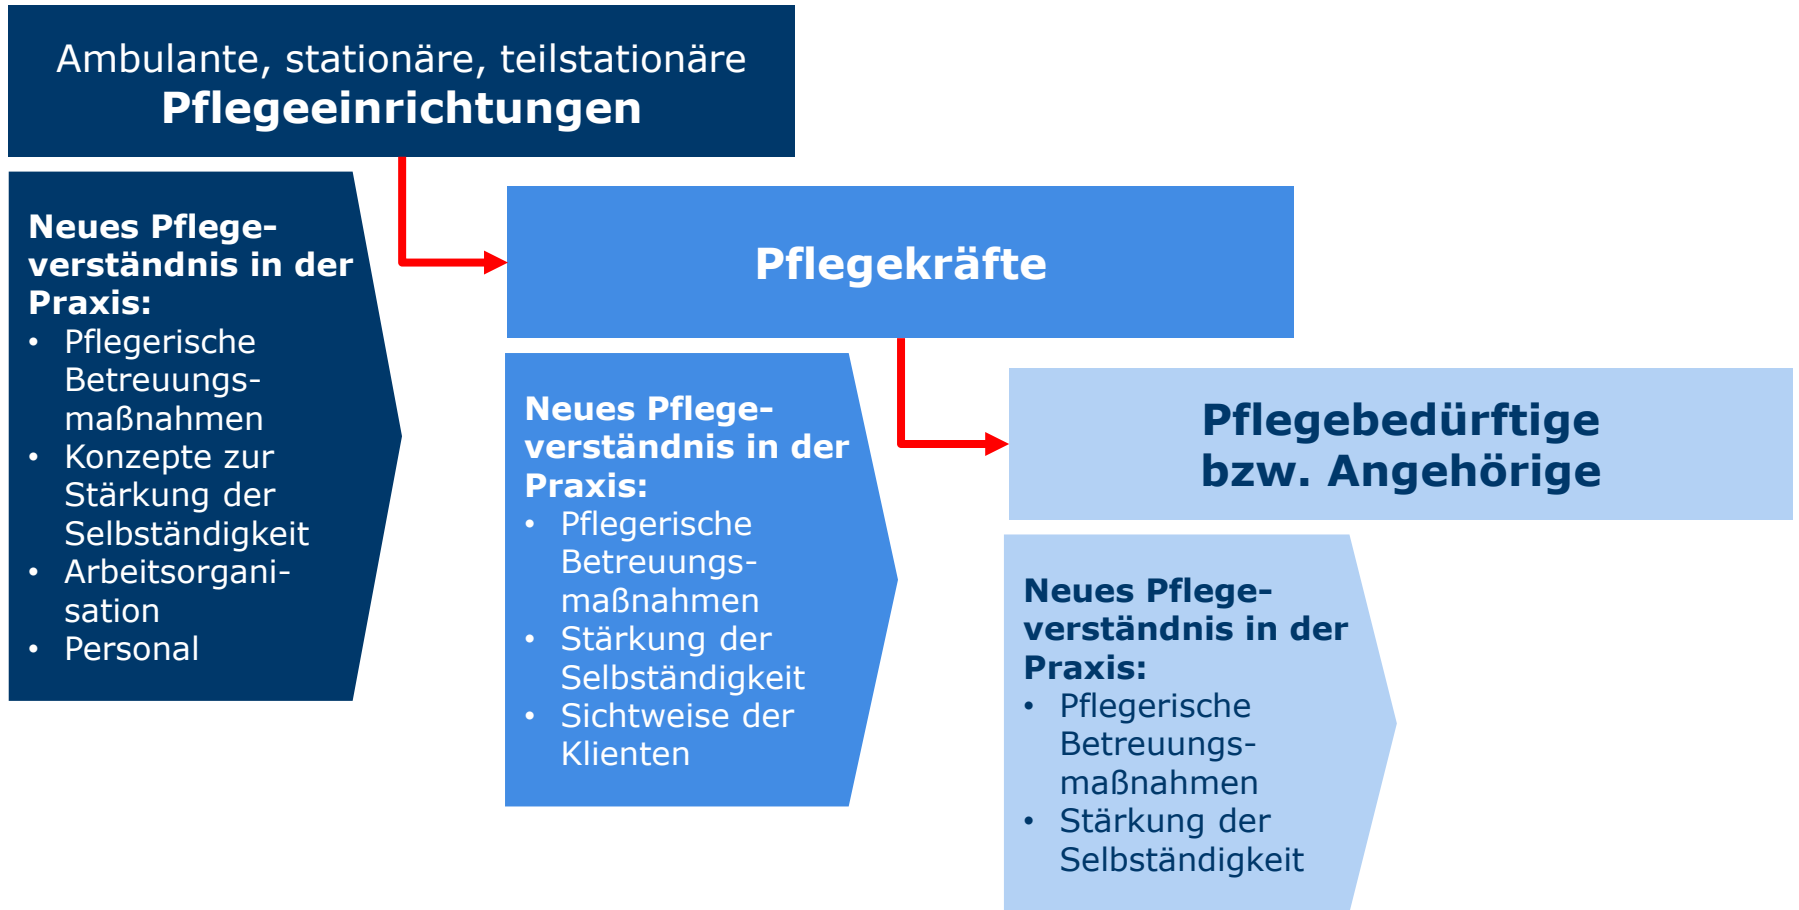 Ambulante, stationäre, teilstationäre
Pflegeeinrichtungen
Neues Pflege-
verständnis in der
Praxis:
• Pflegerische
Betreuungs-
maßnahmen
• Konzepte zur
Stärkung der
Selbständigkeit
• Arbeitsorgani-
sation
• Personal
Pflegekräfte
Neues Pflege-
verständnis in der
Praxis:
• Pflegerische
Betreuungs-
maßnahmen
• Stärkung der
Selbständigkeit
• Sichtweise der
Klienten
Pflegebedürftige
bzw. Angehörige
Neues Pflege-
verständnis in der
Praxis:
• Pflegerische
Betreuungs-
maßnahmen
• Stärkung der
Selbständigkeit